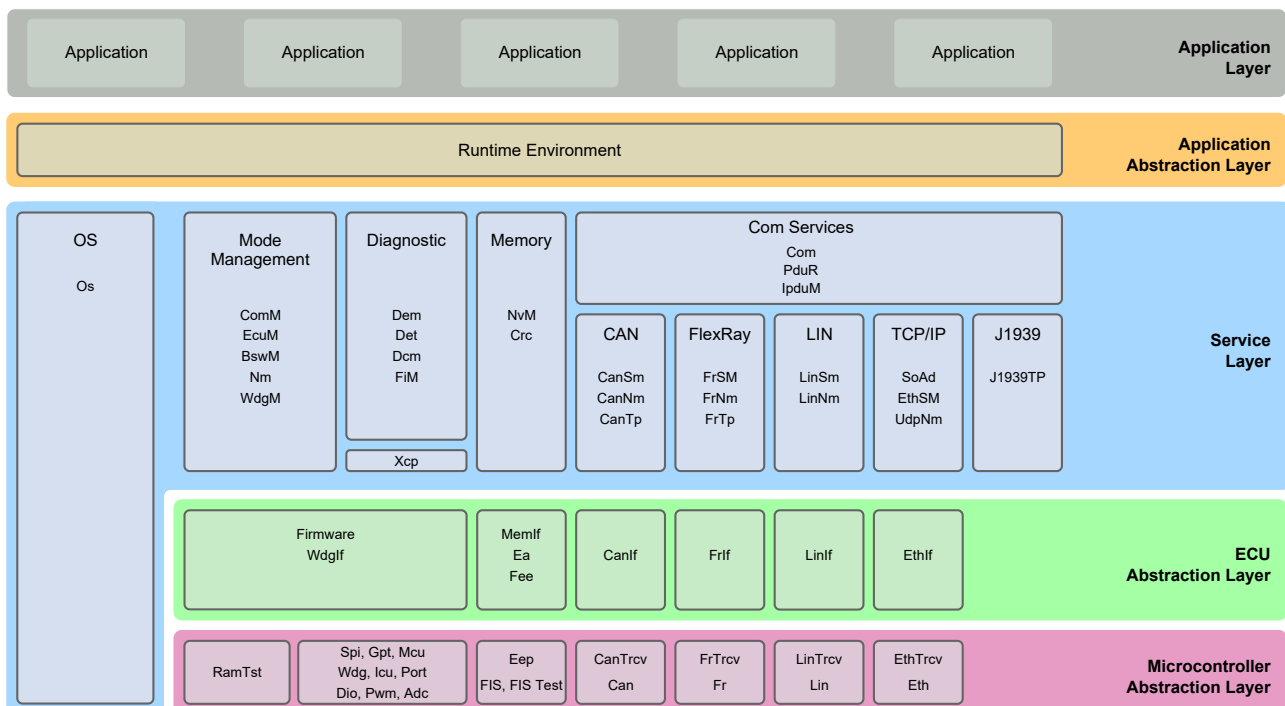 Application
Application
Application
Application
Application
Application
Layer
Runtime Environment
Application
Abstraction Layer
OS
Os
Mode
Management
ComM
EcuM
BswM
Nm
WdgM
Diagnostic
Dem
Det
Dcm
FiM
Xcp
Memory
NvM
Crc
Com Services
Com
PduR
IpduM
CAN
CanSm
CanNm
CanTp
FlexRay
FrSM
FrNm
FrTp
LIN
LinSm
LinNm
TCP/IP
SoAd
EthSM
UdpNm
J1939
J1939TP
Service
Layer
Firmware
WdgIf
MemIf
Ea
Fee
CanIf
FrIf
LinIf
EthIf
ECU
Abstraction Layer
RamTst
Spi, Gpt, Mcu
Wdg, Icu, Port
Dio, Pwm, Adc
Eep
FIS, FIS Test
CanTrcv
Can
FrTrcv
Fr
LinTrcv
Lin
EthTrcv
Eth
Microcontroller
Abstraction Layer